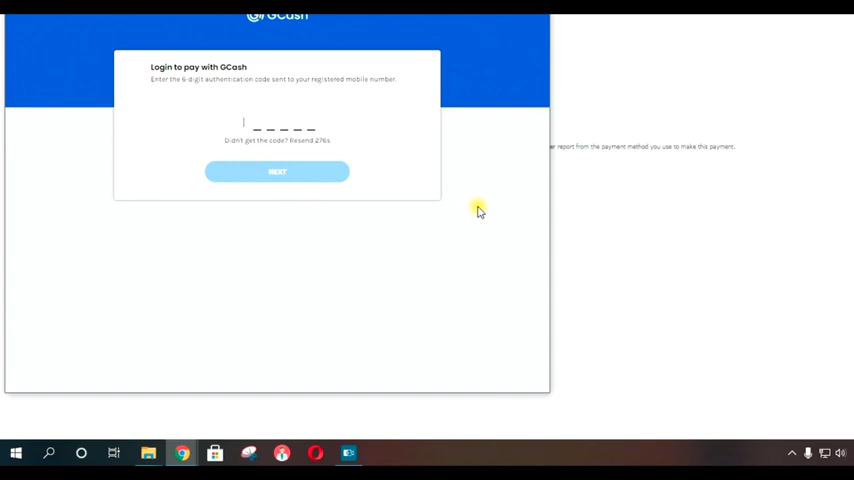 GCash
Login to pay with GCash
Enter the 6-digit authentication code sent to your registered mobile number.
Didn't get the code? Resend 276s
NEXT
er report from the payment method you use to make this payment.